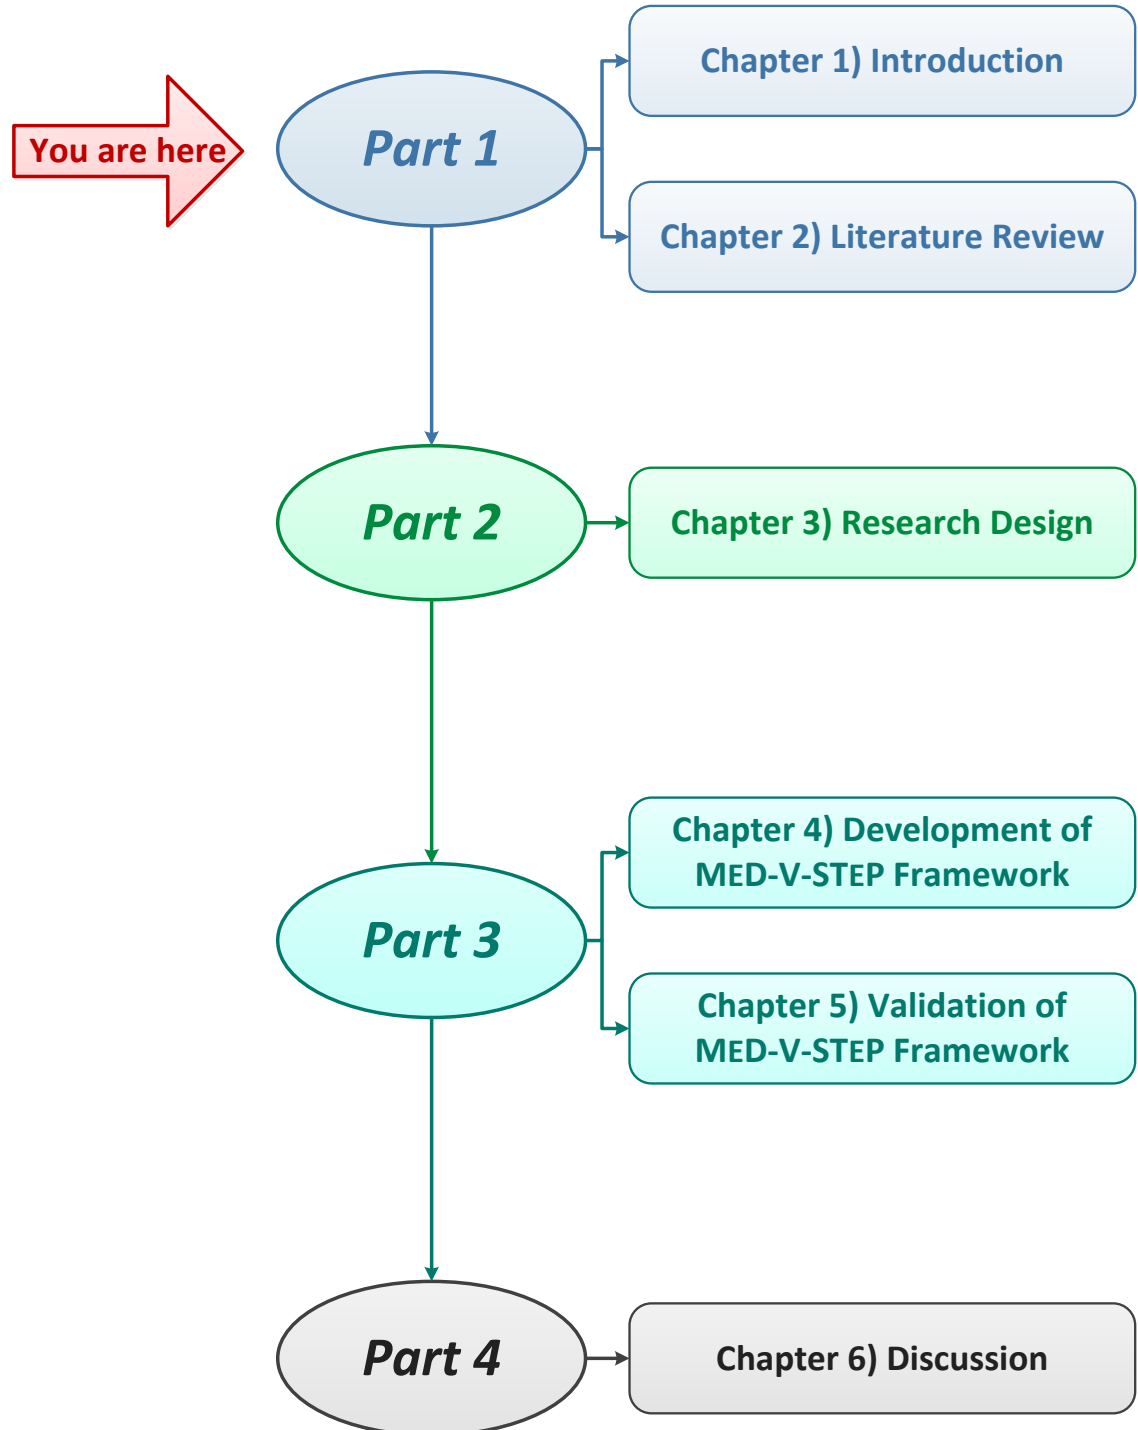 Chapter 1) Introduction
You are here
Part 1
Chapter 2) Literature Review
Part 2
Chapter 3) Research Design
Chapter 4) Development of
MED-V-STEP Framework
Part 3
Chapter 5) Validation of
MED-V-STEP Framework
Part 4
Chapter 6) Discussion